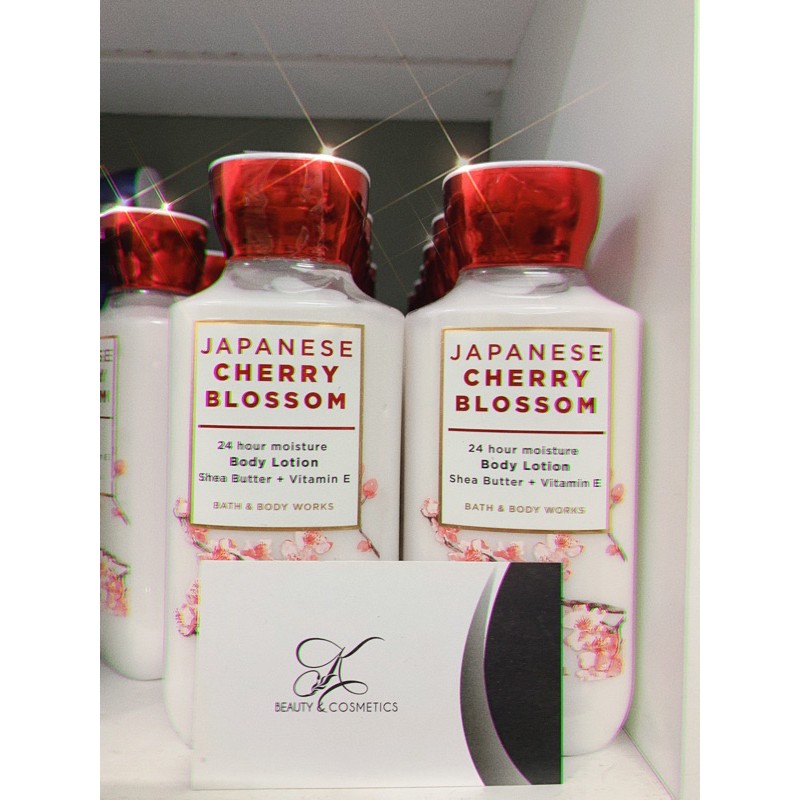 JAPANESE
CHERRY
BLOSSOM
24 hour moisture
Body Lotion
Shea Butter + Vitamin E
BATH & BODY WORKS
JAPANESE
CHERRY
BLOSSOM
24 hour moisture
Body Lotion
Shea Butter + Vitamin E
BATH & BODY WORKS
BEAUTY & COSMETICS